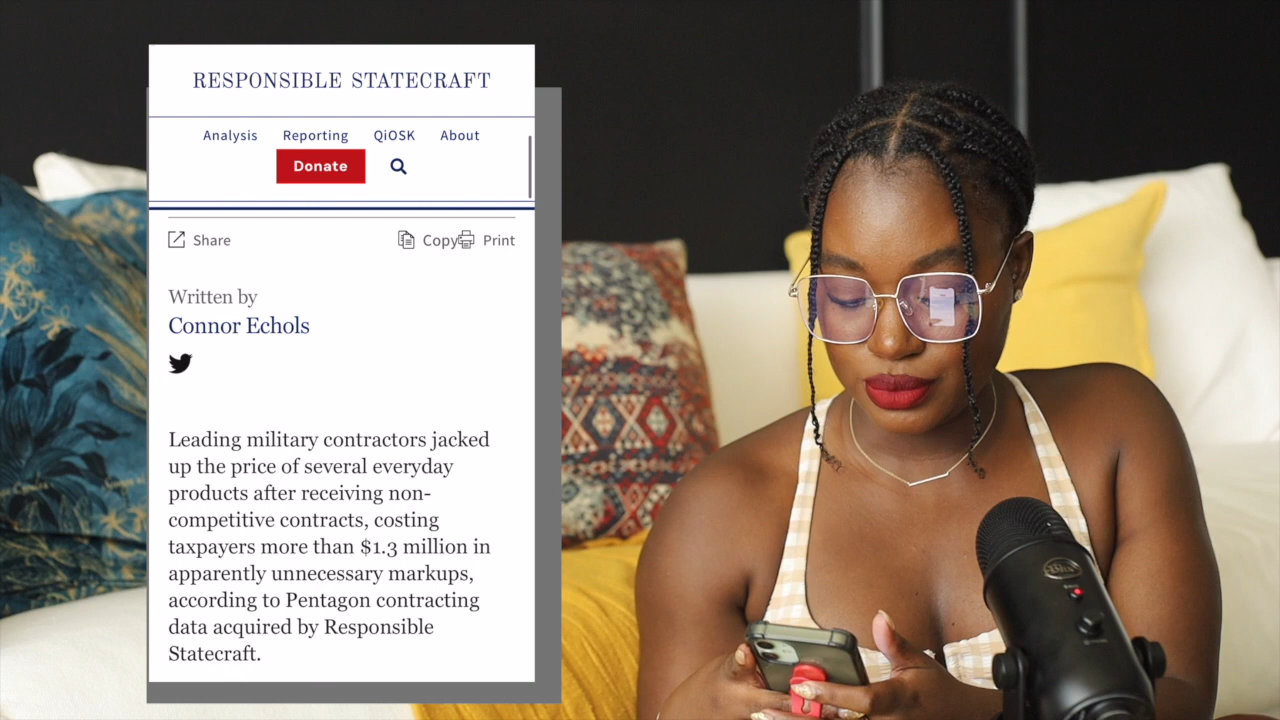 RESPONSIBLE STATECRAFT
Analysis Reporting QiOSK About
Donate
Share Copy Print
Written by
Connor Echols
Leading military contractors jacked
up the price of several everyday
products after receiving non-
competitive contracts, costing
taxpayers more than $1.3 million in
apparently unnecessary markups,
according to Pentagon contracting
data acquired by Responsible
Statecraft.
Blue